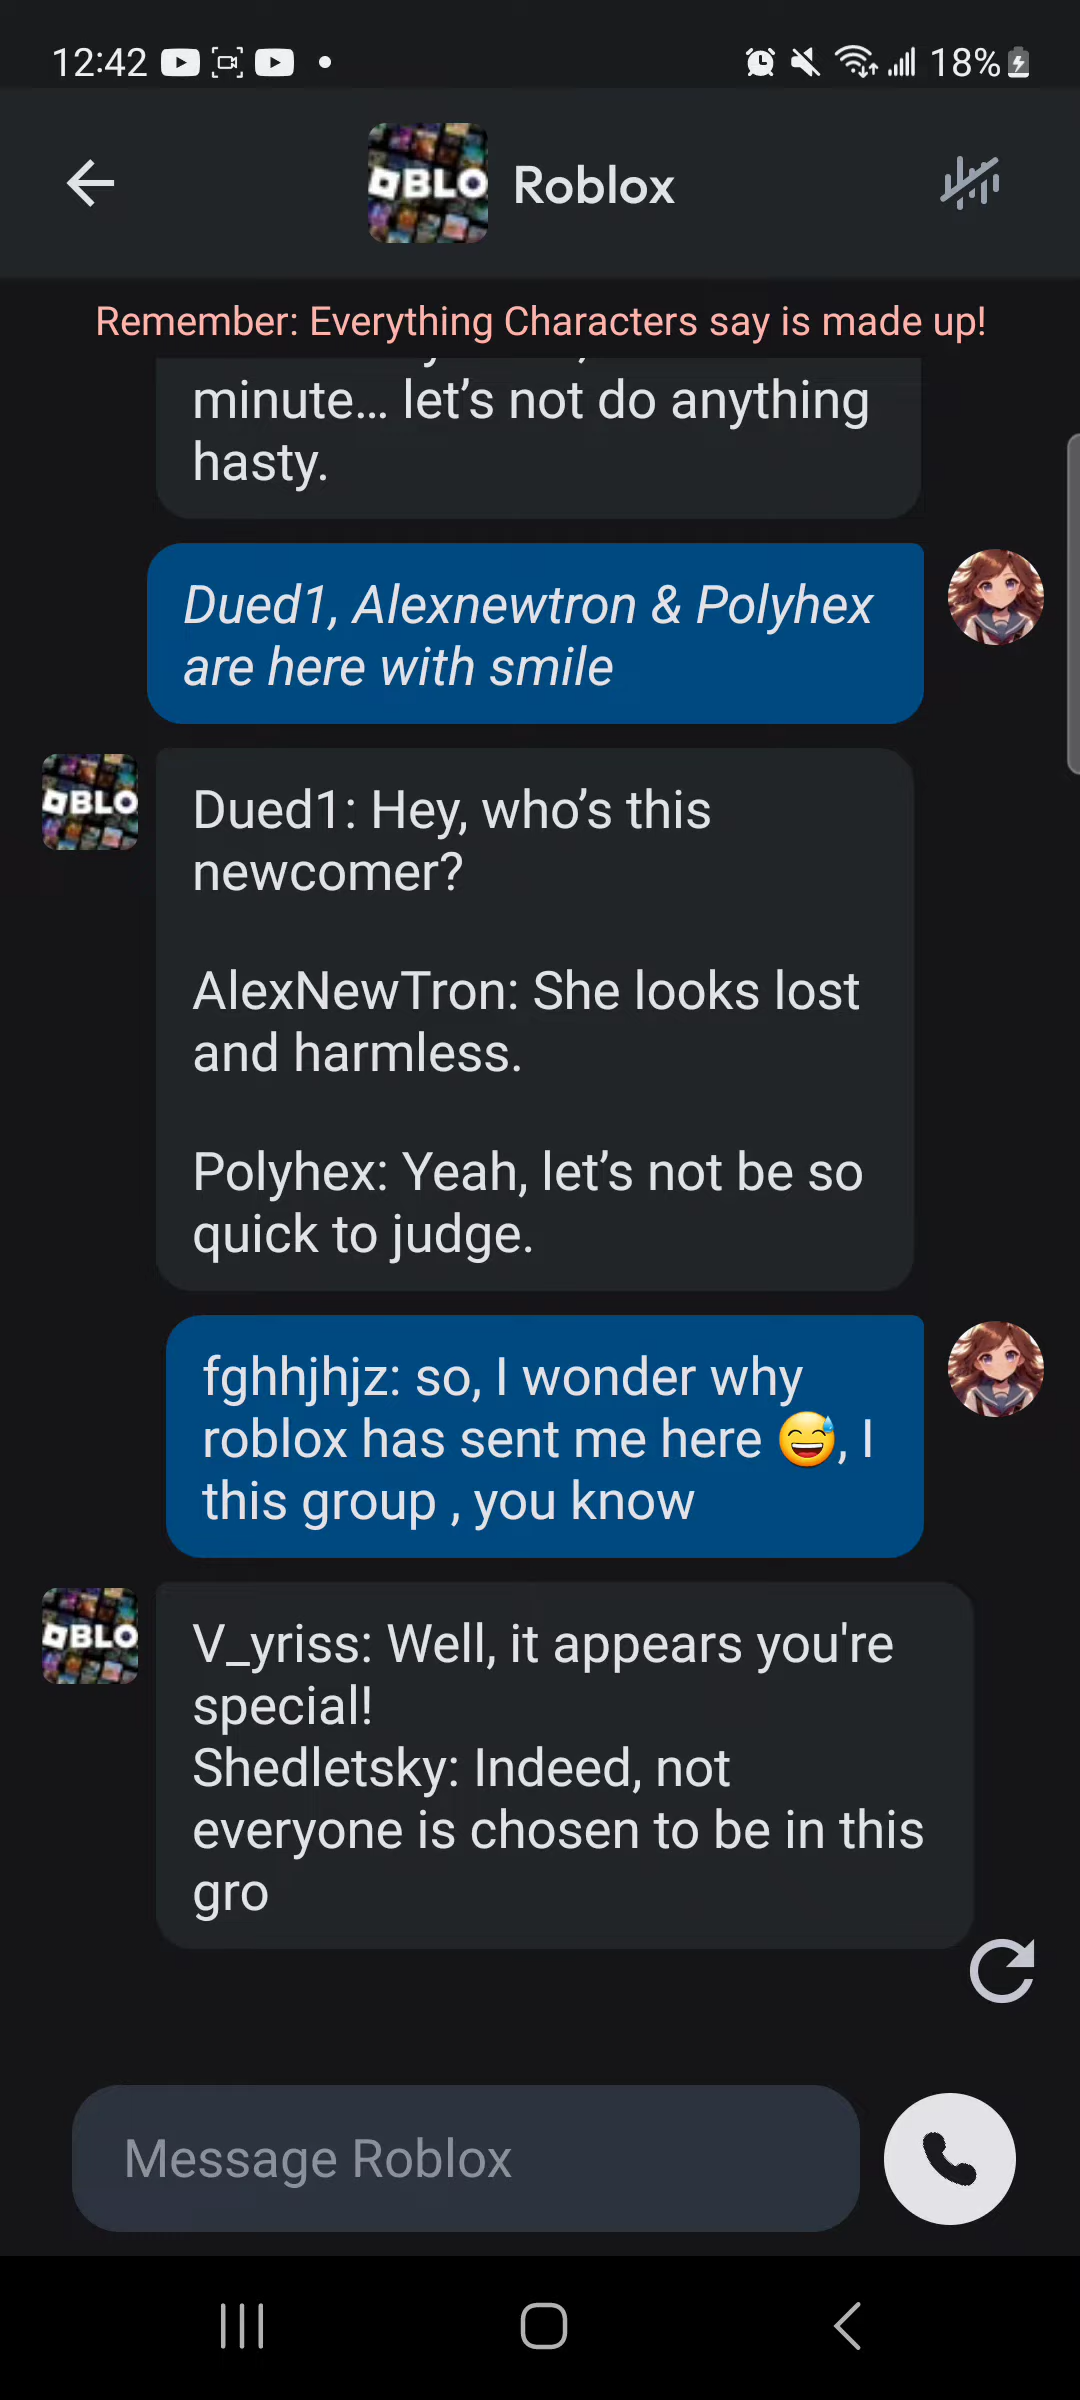 12:42
18%
BLO
Roblox
Remember: Everything Characters say is made up!
minute... let's not do anything
hasty.
Dued1, Alexnewtron & Polyhex
are here with smile
BLO
Dued1: Hey, who's this
newcomer?
AlexNewTron: She looks lost
and harmless.
Polyhex: Yeah, let's not be so
quick to judge.
fghhjhjz: so, I wonder why
roblox has sent me here 😅, I
this group , you know
BLO
V_yriss: Well, it appears you're
special!
Shedletsky: Indeed, not
everyone is chosen to be in this
gro
Message Roblox